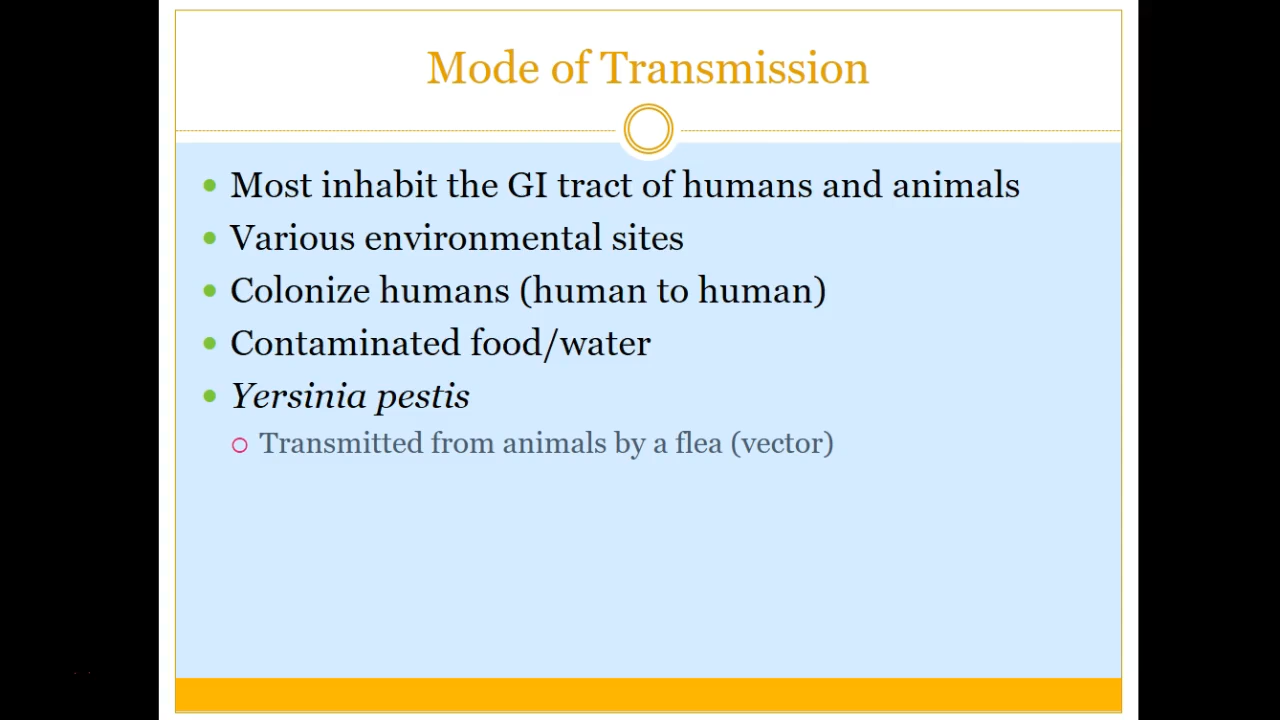 Mode of Transmission
Most inhabit the GI tract of humans and animals
Various environmental sites
Colonize humans (human to human)
Contaminated food/water
Yersinia pestis
Transmitted from animals by a flea (vector)